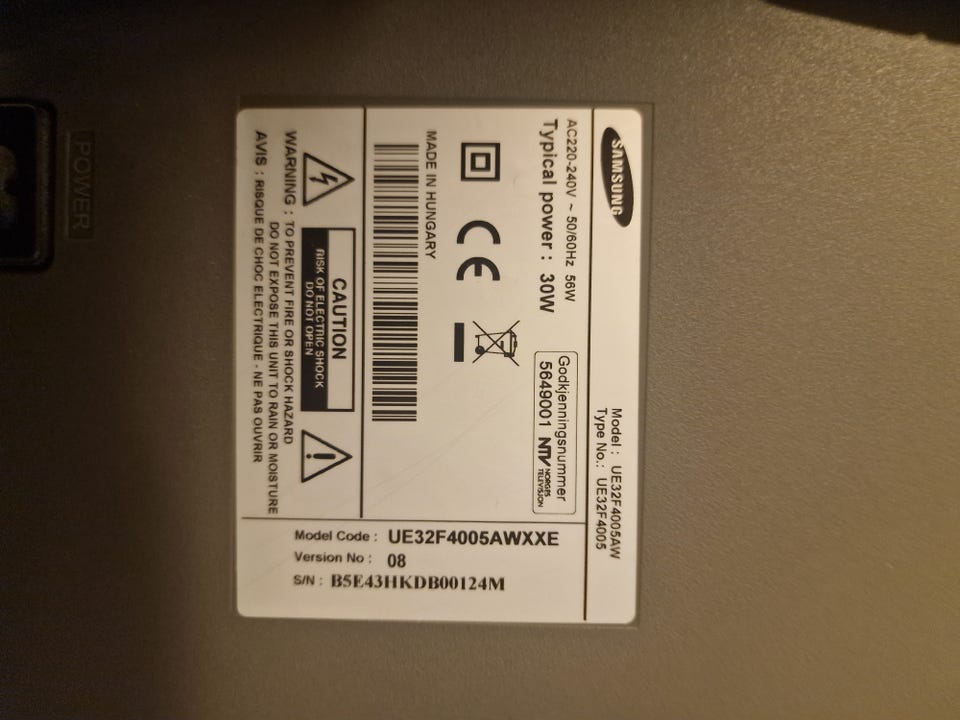 SAMSUNG
Model : UE32F4005AW
Type No.: UE32F4005
AC220-240V ~ 50/60Hz 56W
Typical power : 30W
Godkjenningsnummer
5649001 NTV NORGES TELEVISJON
CE
MADE IN HUNGARY
CAUTION
RISK OF ELECTRIC SHOCK
DO NOT OPEN
WARNING : TO PREVENT FIRE OR SHOCK HAZARD
DO NOT EXPOSE THIS UNIT TO RAIN OR MOISTURE
AVIS : RISQUE DE CHOC ELECTRIQUE - NE PAS OUVRIR
Model Code : UE32F4005AWXXE
Version No : 08
S/N : B5E43HKDB00124M
POWER